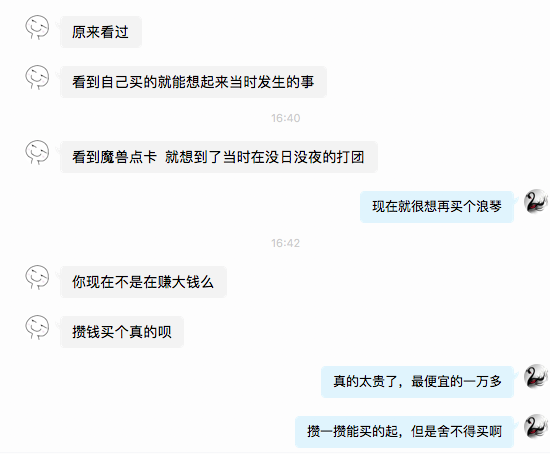 原来看过
看到自己买的就能想起来当时发生的事
16:40
看到魔兽点卡 就想到了当时在没日没夜的打团
现在就很想再买个浪琴
16:42
你现在不是在赚大钱么
攒钱买个真的呗
真的太贵了，最便宜的一万多
攒一攒能买的起，但是舍不得买啊